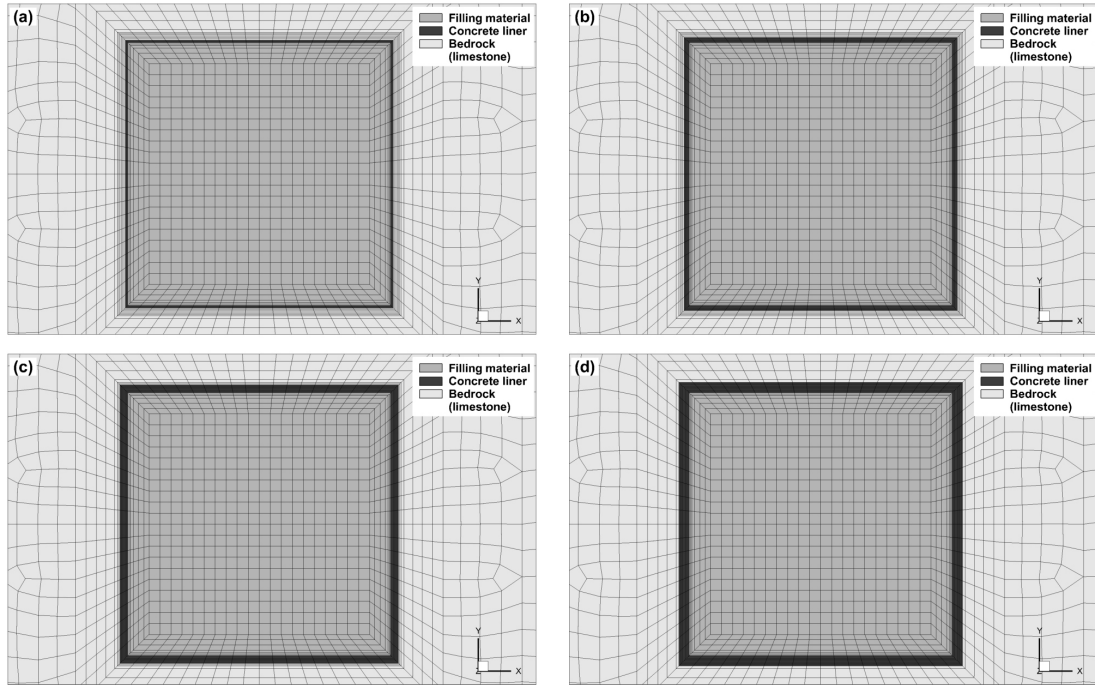 (a)
Filling material
Concrete liner
Bedrock
(limestone)
Y
Z
X
(b)
Filling material
Concrete liner
Bedrock
(limestone)
Y
Z
X
(c)
Filling material
Concrete liner
Bedrock
(limestone)
Y
Z
X
(d)
Filling material
Concrete liner
Bedrock
(limestone)
Y
Z
X